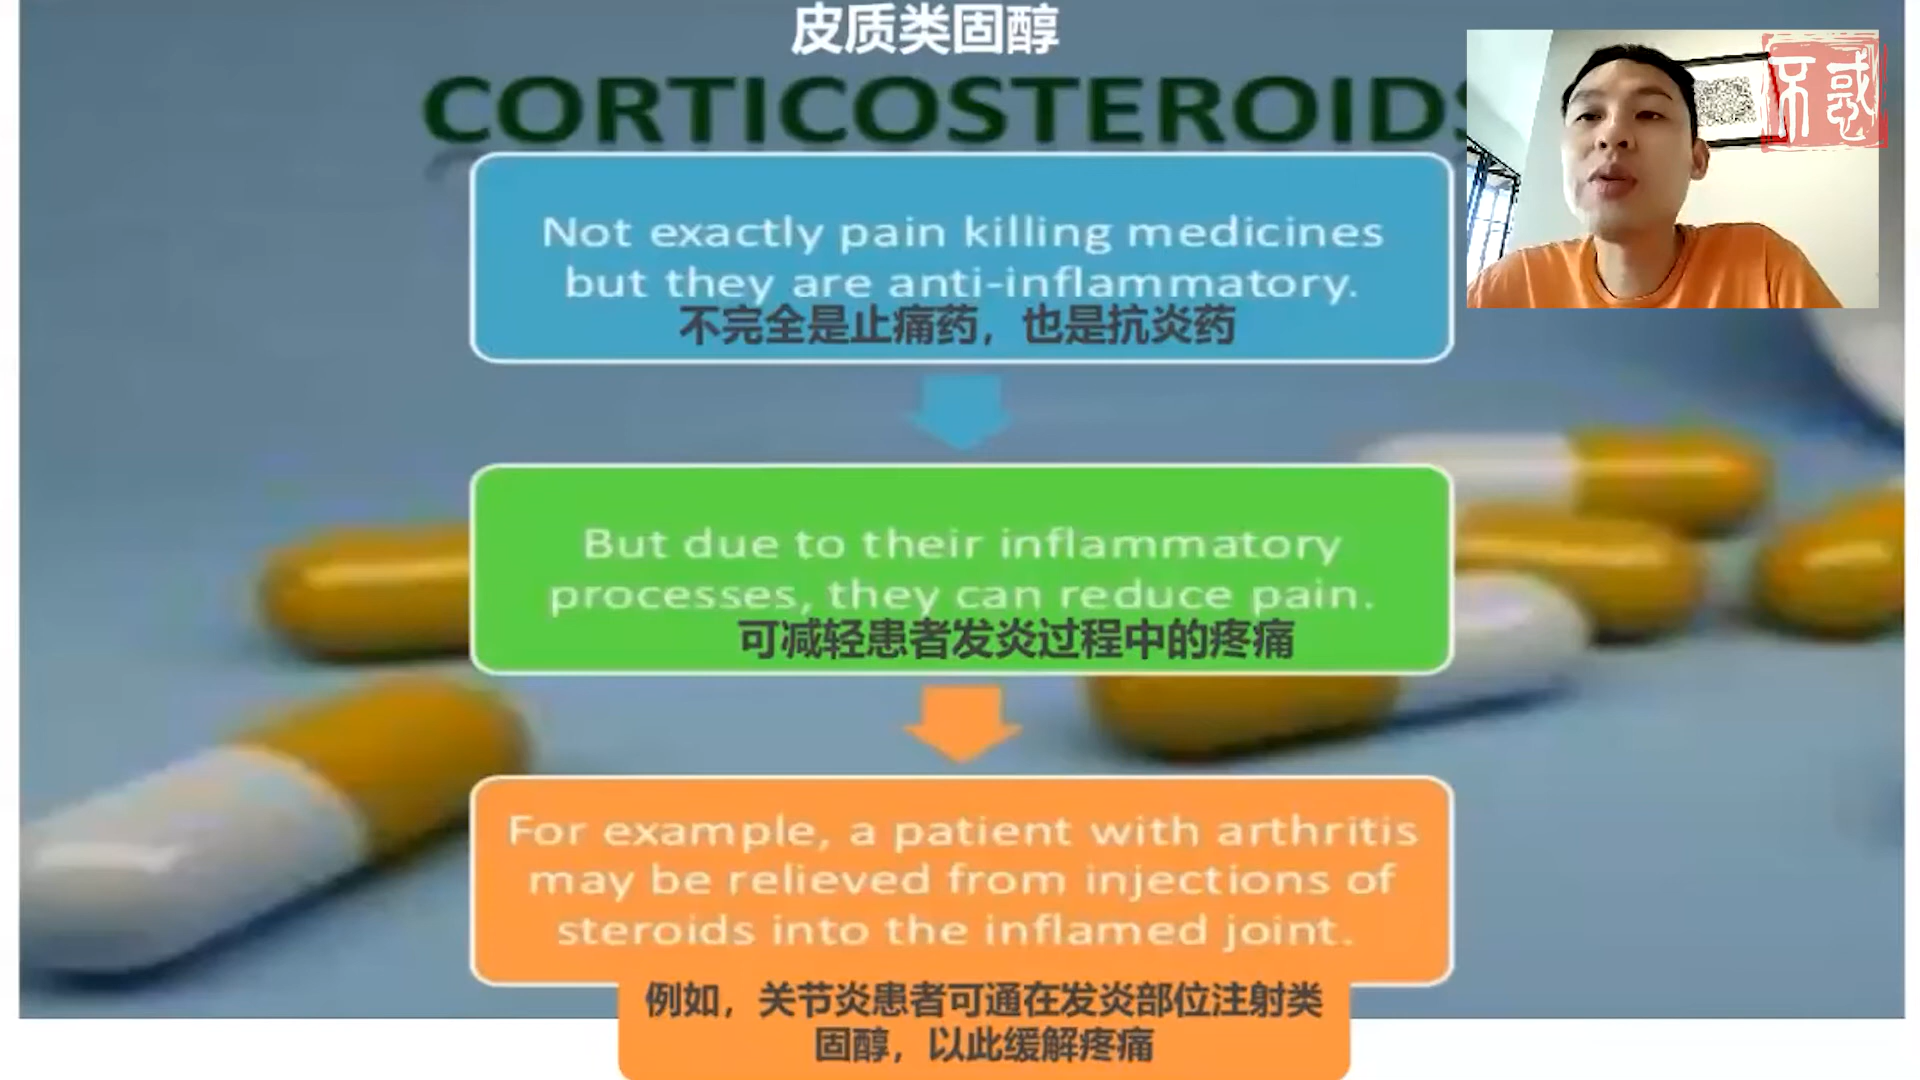 皮质类固醇
CORTICOSTEROIDS
不惑
Not exactly pain killing medicines
but they are anti-inflammatory.
不完全是止痛药，也是抗炎药
But due to their inflammatory
processes, they can reduce pain.
可减轻患者发炎过程中的疼痛
For example, a patient with arthritis
may be relieved from injections of
steroids into the inflamed joint.
例如，关节炎患者可通在发炎部位注射类
固醇，以此缓解疼痛